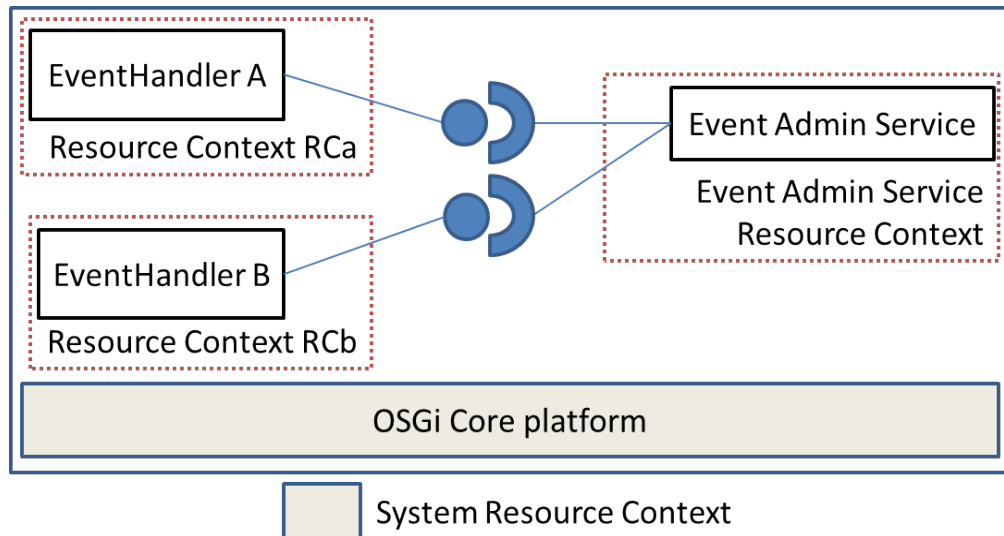 EventHandler A
Resource Context RCa
Event Admin Service
Event Admin Service
Resource Context
EventHandler B
Resource Context RCb
OSGi Core platform
System Resource Context